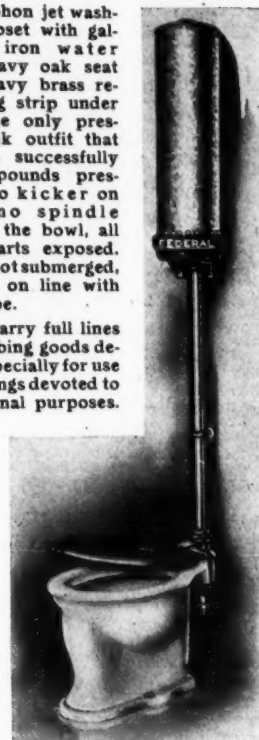 phon jet wash-
oset with gal-
iron water
avy oak seat
avy brass re-
g strip under
e only pres-
k outfit that
successfully
pounds pres-
o kicker on
no spindle
the bowl, all
arts exposed.
ot submerged,
on line with
pe.
arry full lines
bing goods de-
pecially for use
ngs devoted to
nal purposes.
FEDERAL